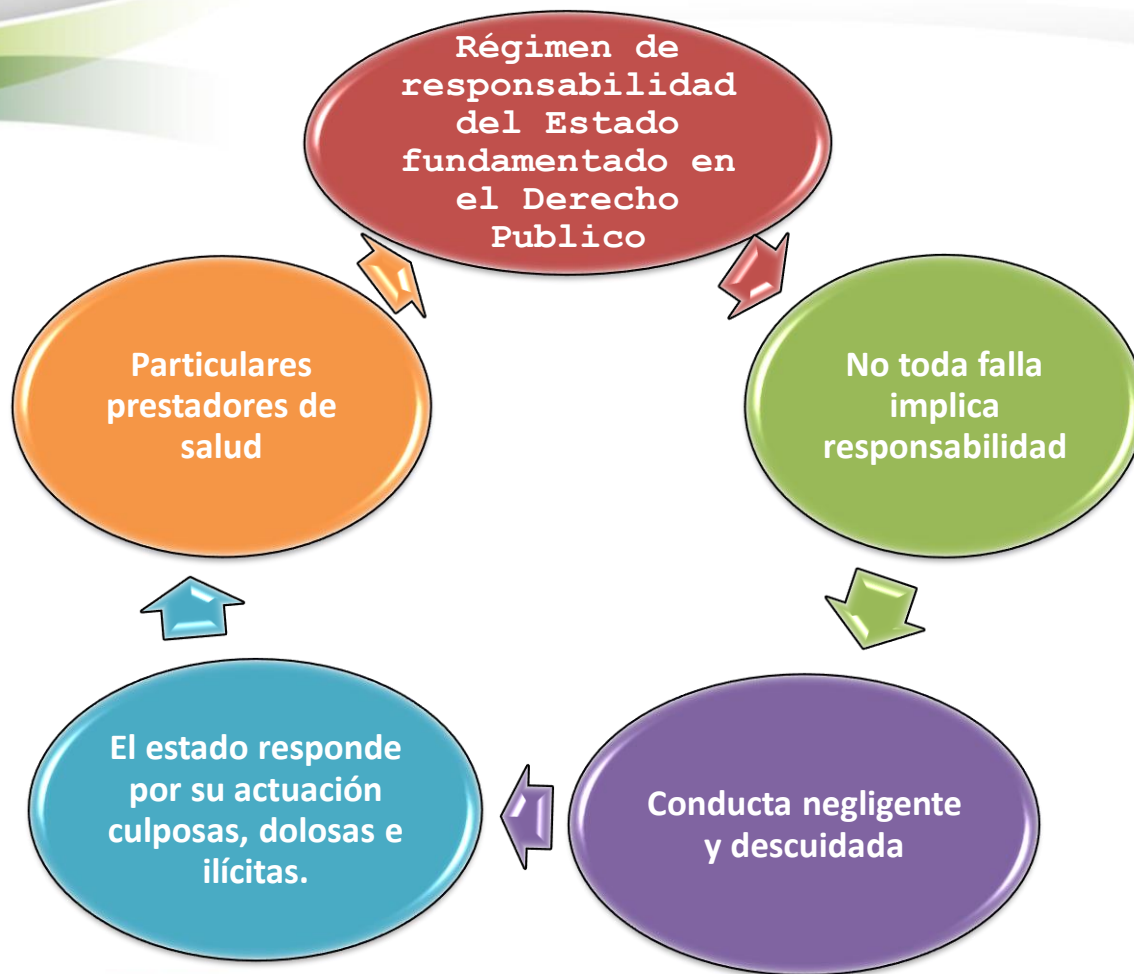 Régimen de
responsabilidad
del Estado
fundamentado en
el Derecho
Publico
No toda falla
implica
responsabilidad
Conducta negligente
y descuidada
El estado responde
por su actuación
culposas, dolosas e
ilícitas.
Particulares
prestadores de
salud